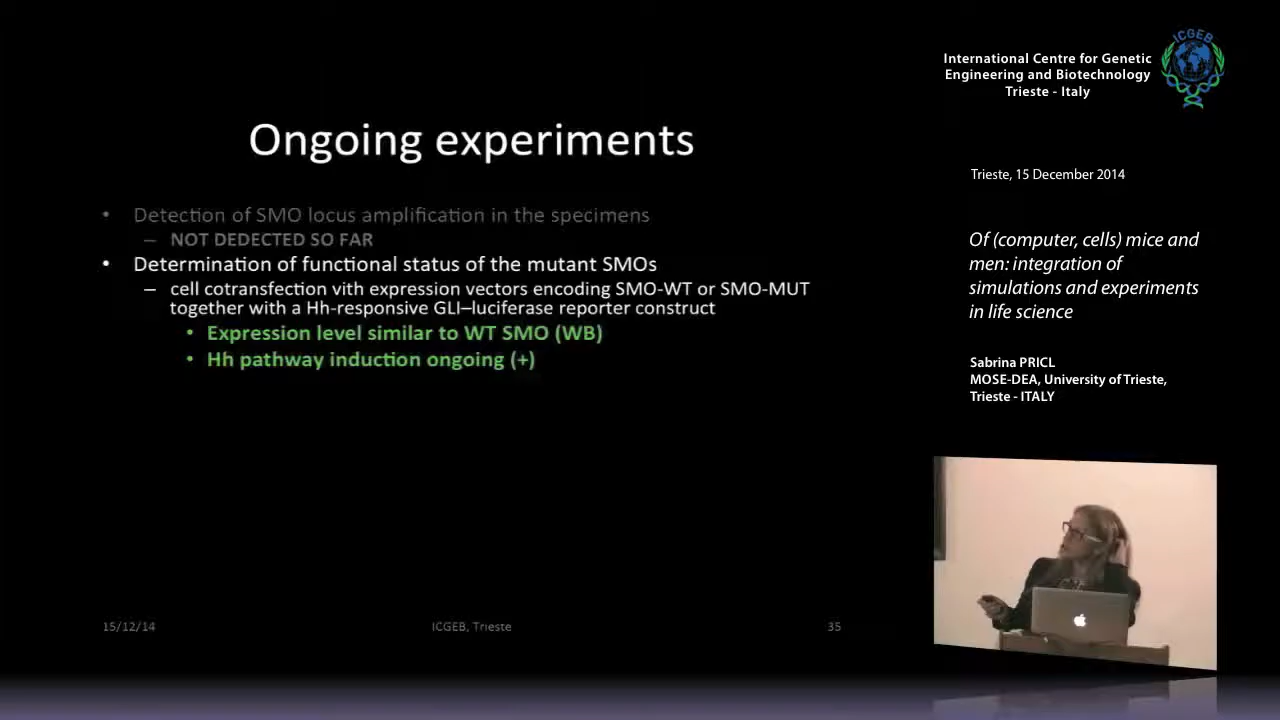 ICGEB
International Centre for Genetic
Engineering and Biotechnology
Trieste - Italy
Ongoing experiments
Trieste, 15 December 2014
• Detection of SMO locus amplification in the specimens
– NOT DEDECTED SO FAR
• Determination of functional status of the mutant SMOs
– cell cotransfection vith expression vectors encoding SMO-WT or SMO-MUT
together with a Hh-responsive GLI–luciferase reporter construct
• Expression level similar to WT SMO (WB)
• Hh pathway induction ongoing (+)
Of (computer, cells) mice and
men: integration of
simulations and experiments
in life science
Sabrina PRICL
MOSE-DEA, University of Trieste,
Trieste - ITALY
15/12/14
ICGEB, Trieste
35